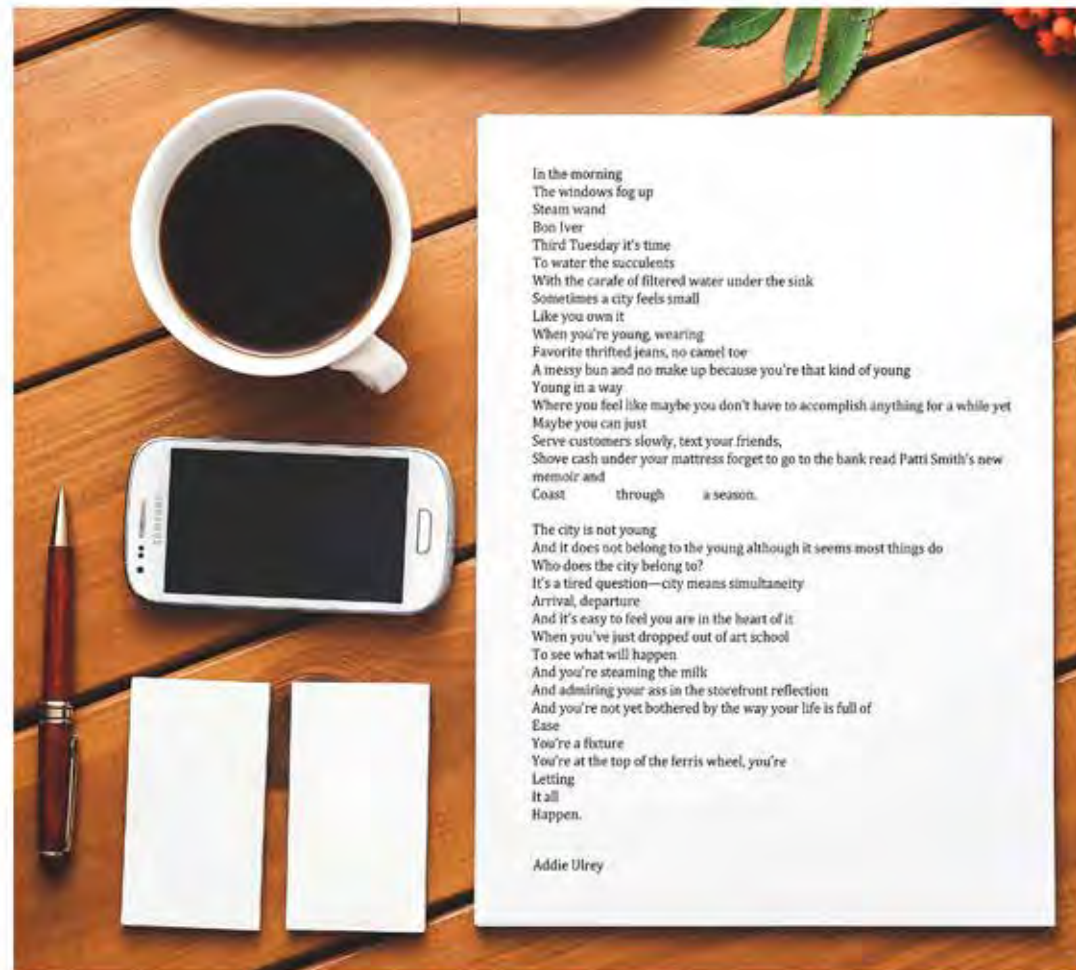 In the morning
The windows fog up
Steam wand
Bon Iver
Third Tuesday it's time
To water the succulents
With the carafe of filtered water under the sink
Sometimes a city feels small
Like you own it
When you're young, wearing
Favorite thrifted jeans, no camel toe
A messy bun and no make up because you're that kind of young
Young in a way
Where you feel like maybe you don't have to accomplish anything for a while yet
Maybe you can just
Serve customers slowly, text your friends,
Shove cash under your mattress forget to go to the bank read Patti Smith's new
memoir and
Coast through a season.
The city is not young
And it does not belong to the young although it seems most things do
Who does the city belong to?
It's a tired question—city means simultaneity
Arrival, departure
And it's easy to feel you are in the heart of it
When you've just dropped out of art school
To see what will happen
And you're steaming the milk
And admiring your ass in the storefront reflection
And you're not yet bothered by the way your life is full of
Ease
You're a fixture
You're at the top of the ferris wheel, you're
Letting
It all
Happen.
Addie Ulrey
SAMSUNG